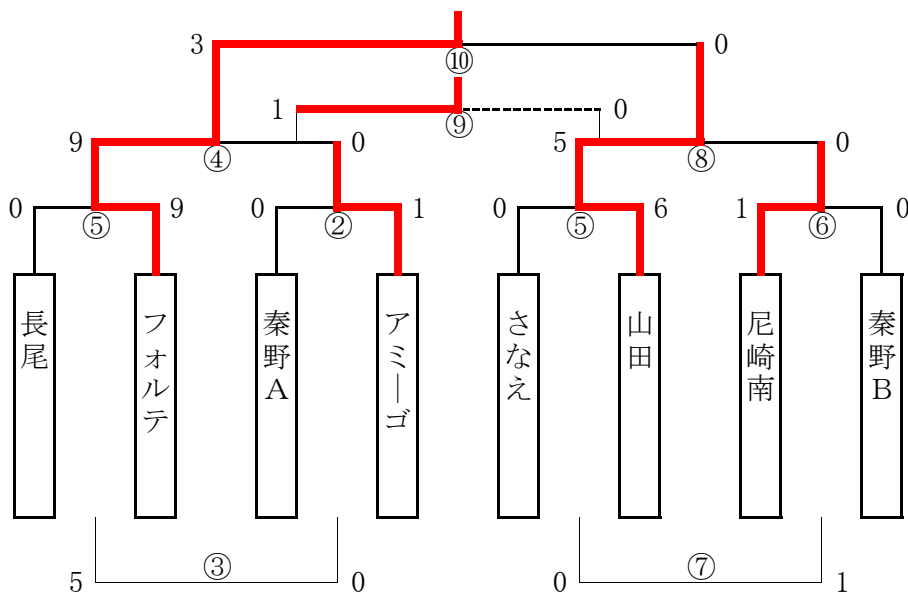 3 0
⑩
1 0
⑨
9 0 5 0
④ ⑧
0 9 0 1 0 6 1 0
⑤ ② ⑤ ⑥
長尾
フォルテ
秦野A
アミーゴ
さなえ
山田
尼崎南
秦野B
③ ⑦
5 0 0 1